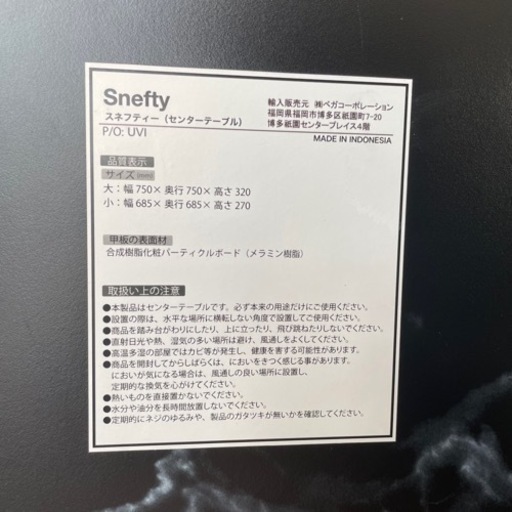 Snefty
スネフティー（センターテーブル）
P/O: UVI
輸入販売元 ㈱ベガコーポレーション
福岡県福岡市博多区祇園町7-20
博多祇園センタープレイス4階
MADE IN INDONESIA
品質表示
サイズ(mm)
大：幅 750× 奥行 750× 高さ 320
小：幅 685× 奥行 685× 高さ 270
甲板の表面材
合成樹脂化粧パーティクルボード（メラミン樹脂）
取扱い上の注意
●本製品はセンターテーブルです。必ず本来の用途だけにご使用ください。
●設置の際は、水平な場所に横転しない角度で設置してご使用ください。
●商品を踏み台がわりにしたり、上に立ったり、飛び跳ねたりしないでください。
●直射日光や熱、湿気の多い場所は避け、風通しをよくしてください。
●高温多湿の部屋ではカビ等が発生し、健康を害する可能性があります。
●商品を開封してからしばらくは、においをきつく感じる事があります。
においが気になる場合は、風通しの良い場所に設置し、
定期的な換気を心がけてください。
●熱いものを直接置かないでください。
●水分や油分を長時間放置しないでください。
●定期的にネジのゆるみや、製品のガタツキが無いかを確認してください。